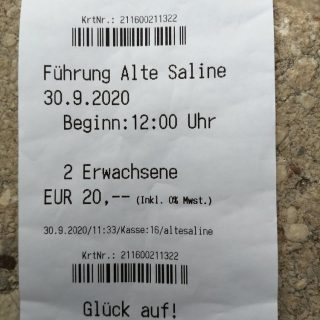 KrtNr.: 211600211322
Führung Alte Saline
30.9.2020
Beginn:12:00 Uhr
2 Erwachsene
EUR 20,-- (Inkl. 0% Mwst.)
30.9.2020/11:33/Kasse:16/altesaline
KrtNr.: 211600211322
Glück auf!